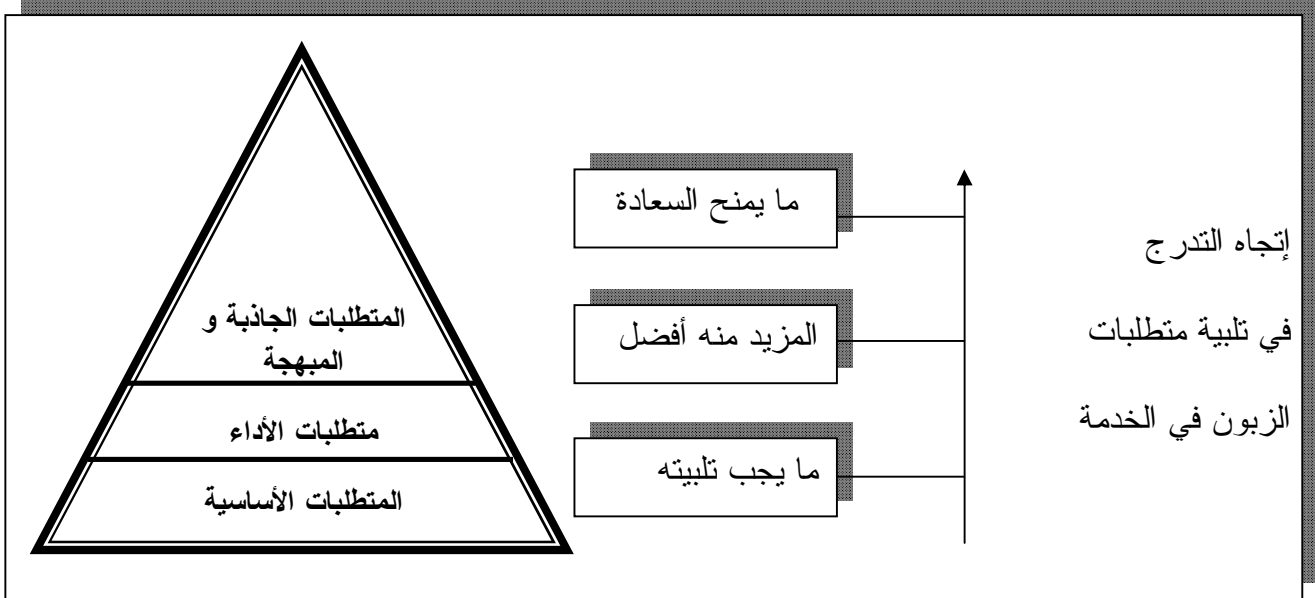 ما يمنح السعادة
إتجاه التدرج
المتطلبات الجاذبة و
المبهجة
المزيد منه أفضل
في تلبية متطلبات
متطلبات الأداء
الزبون في الخدمة
ما يجب تلبيته
المتطلبات الأساسية